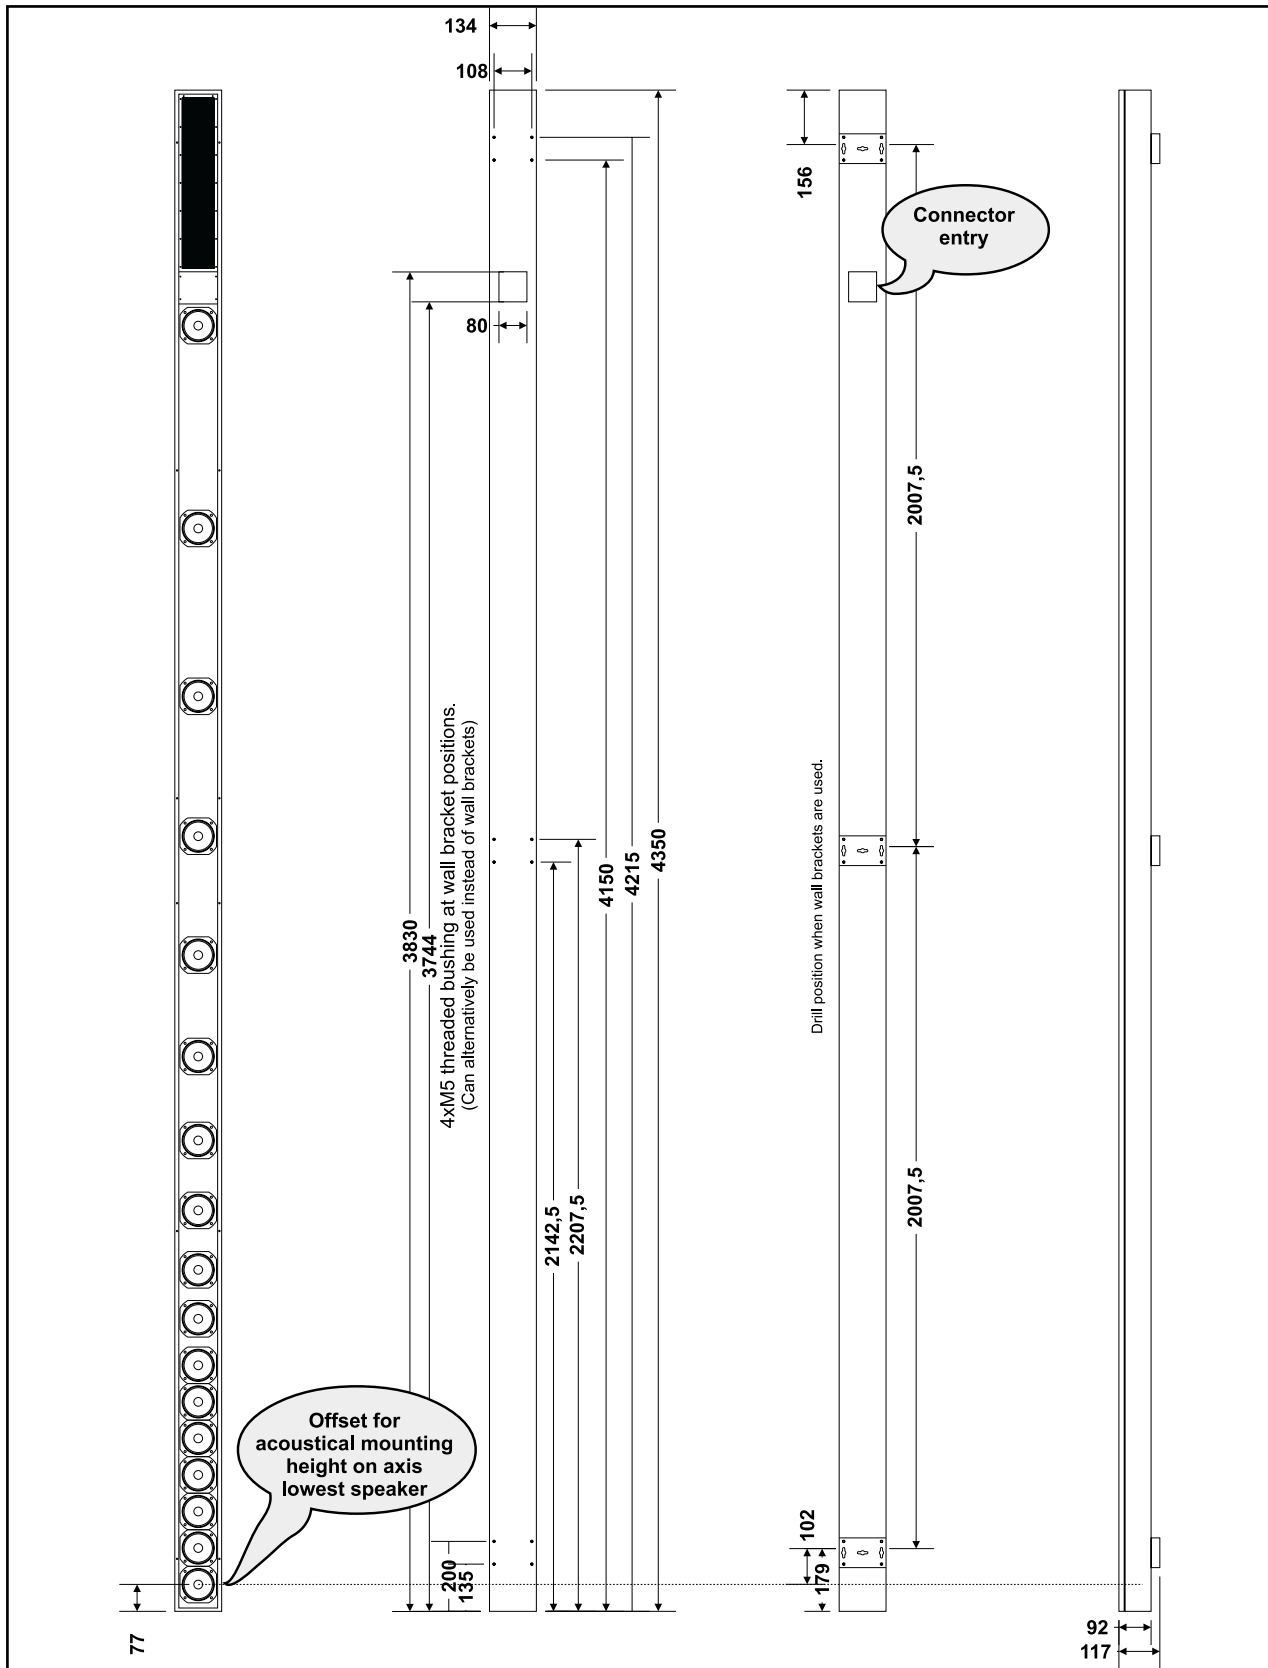 134
108
156
Connector
entry
80
2007,5
3830
3744
4xM5 threaded bushing at wall bracket positions.
(Can alternatively be used instead of wall brackets)
4150
4215
4350
Drill position when wall brackets are used.
2142,5
2207,5
2007,5
Offset for
acoustical mounting
height on axis
lowest speaker
200
135
102
179
77
92
117